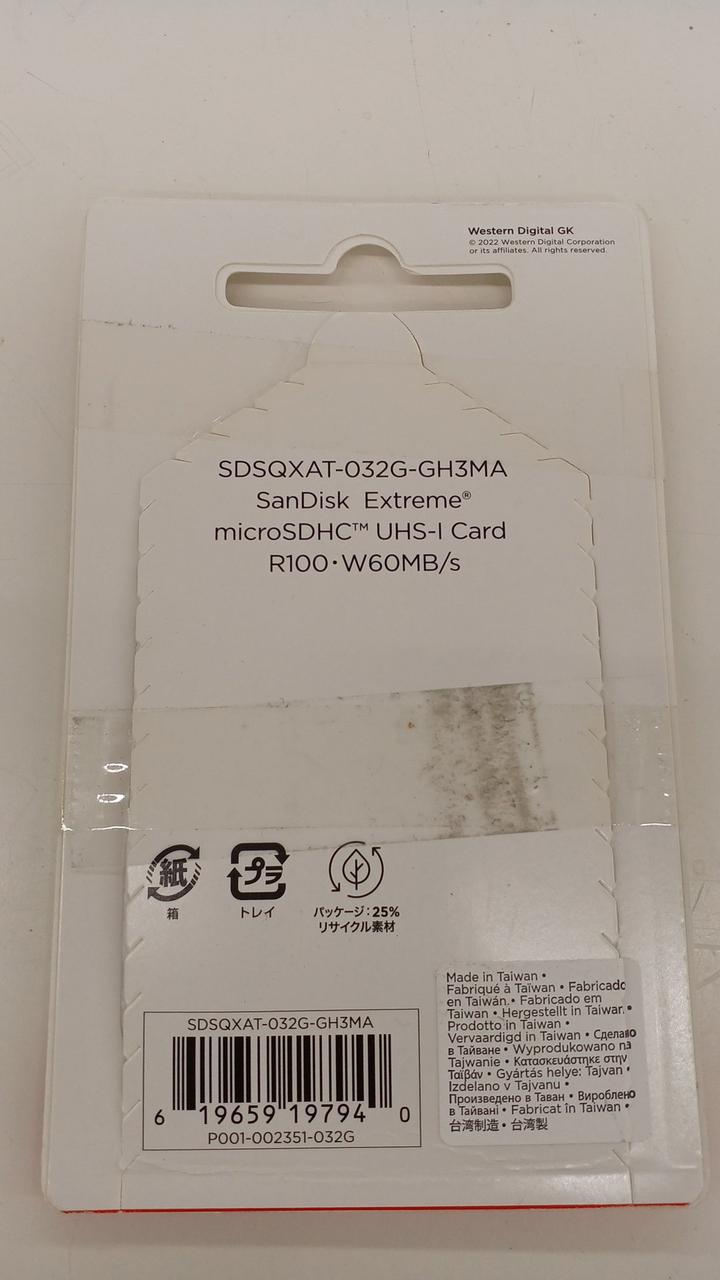 Western Digital GK
© 2022 Western Digital Corporation
or its affiliates. All rights reserved.
SDSQXAT-032G-GH3MA
SanDisk Extreme®
microSDHC™ UHS-I Card
R100・W60MB/s
紙
箱
プラ
トレイ
パッケージ：25%
リサイクル素材
SDSQXAT-032G-GH3MA
6 19659 19794 0
P001-002351-032G
Made in Taiwan •
Fabriqué à Taïwan • Fabricado
en Taiwán • Fabricado em
Taiwan • Hergestellt in Taiwan •
Prodotto in Taiwan •
Vervaardigd in Taiwan • Сделано
в Тайване • Wyprodukowano na
Tajwanie • Κατασκευάστηκε στην
Ταϊβάν • Gyártás helye: Tajvan •
Izdelano v Tajvanu •
Произведено в Таван • Вироблено
в Тайвані • Fabricat în Taiwan •
台湾制造 • 台湾製